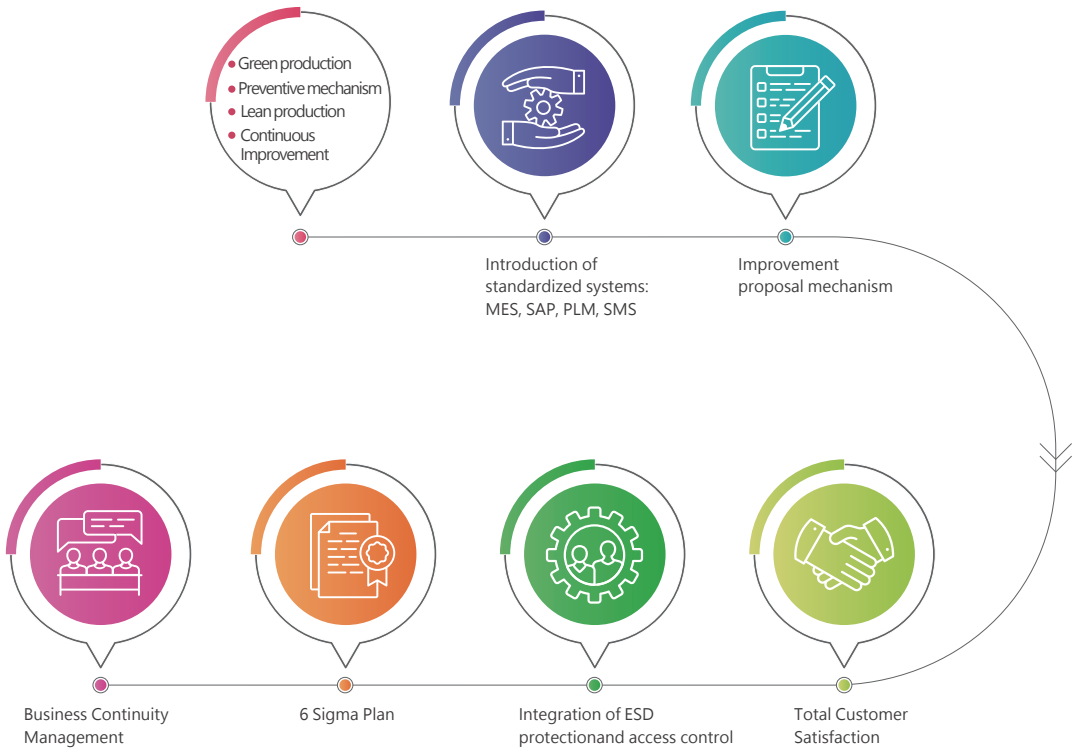 Green production
Preventive mechanism
Lean production
Continuous
Improvement
Introduction of
standardized systems:
MES, SAP, PLM, SMS
Improvement
proposal mechanism
Business Continuity
Management
6 Sigma Plan
Integration of ESD
protectionand access control
Total Customer
Satisfaction